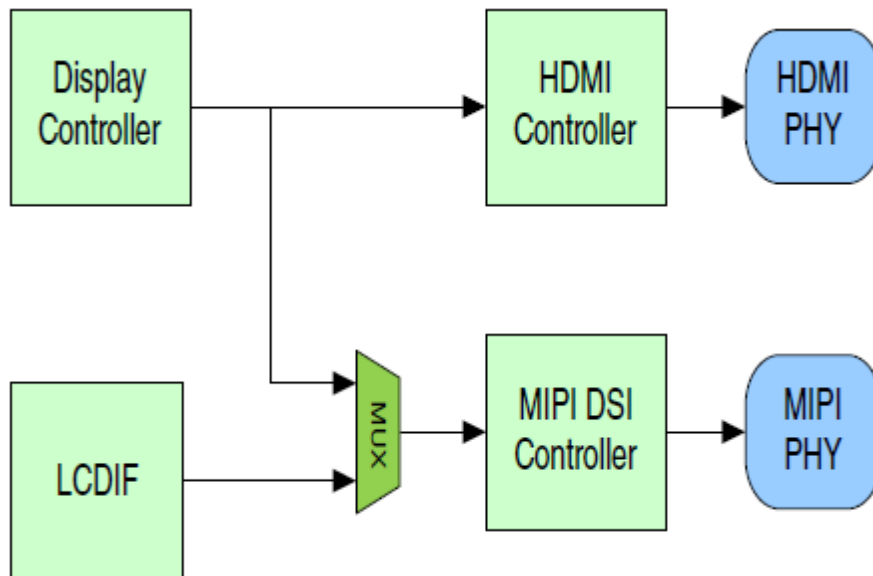 Display
Controller
HDMI
Controller
HDMI
PHY
LCDIF
MUX
MIPI DSI
Controller
MIPI
PHY